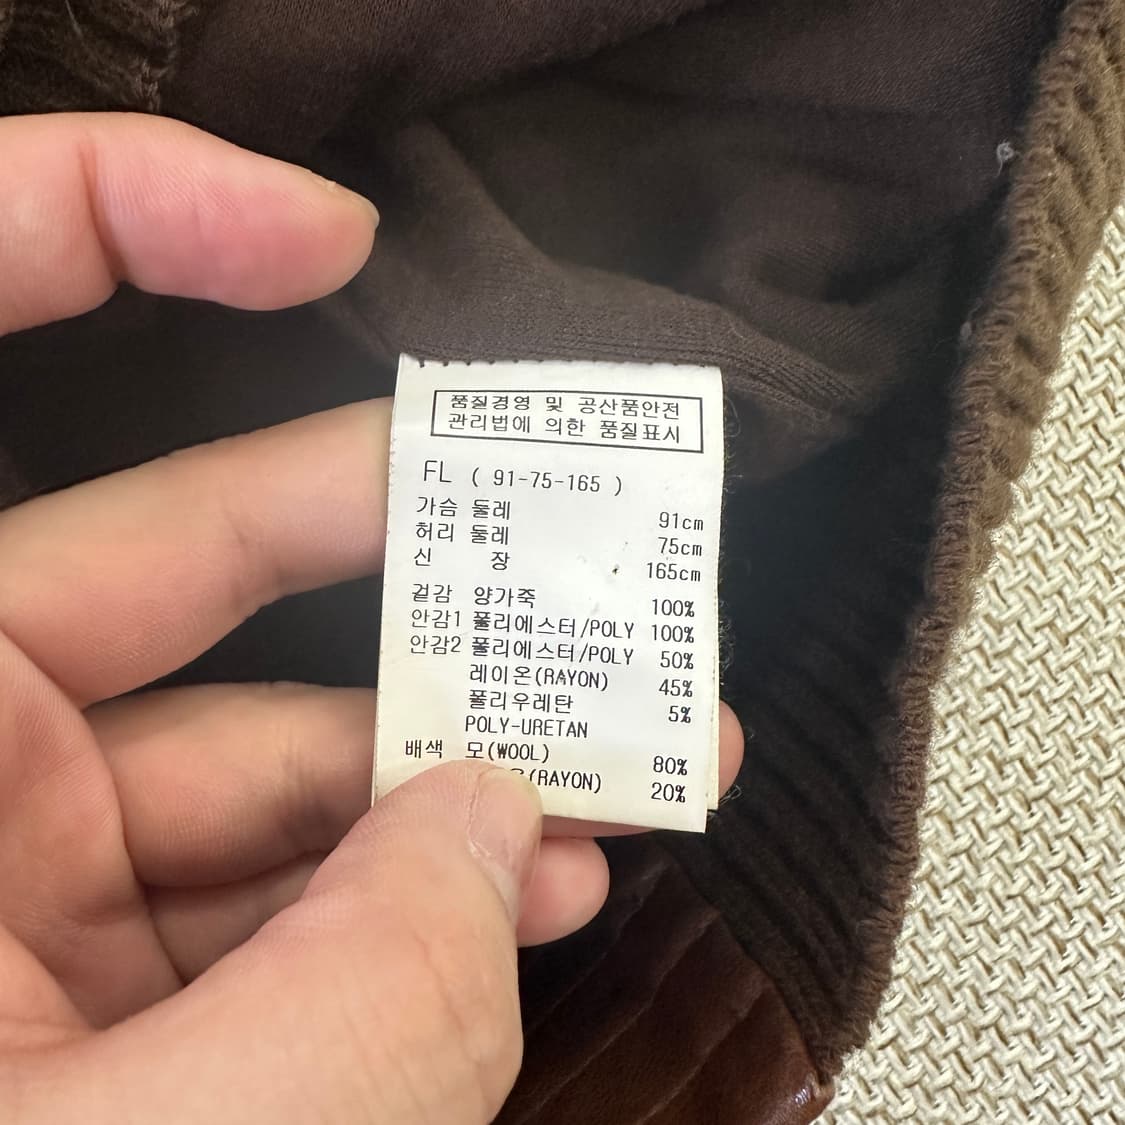 품질경영 및 공산품안전
관리법에 의한 품질표시
FL ( 91-75-165 )
가슴 둘레 91cm
허리 둘레 75cm
신 장 165cm
겉감 양가죽 100%
안감1 폴리에스터/POLY 100%
안감2 폴리에스터/POLY 50%
레이온(RAYON) 45%
폴리우레탄 5%
POLY-URETAN
배색 모(WOOL) 80%
(RAYON) 20%